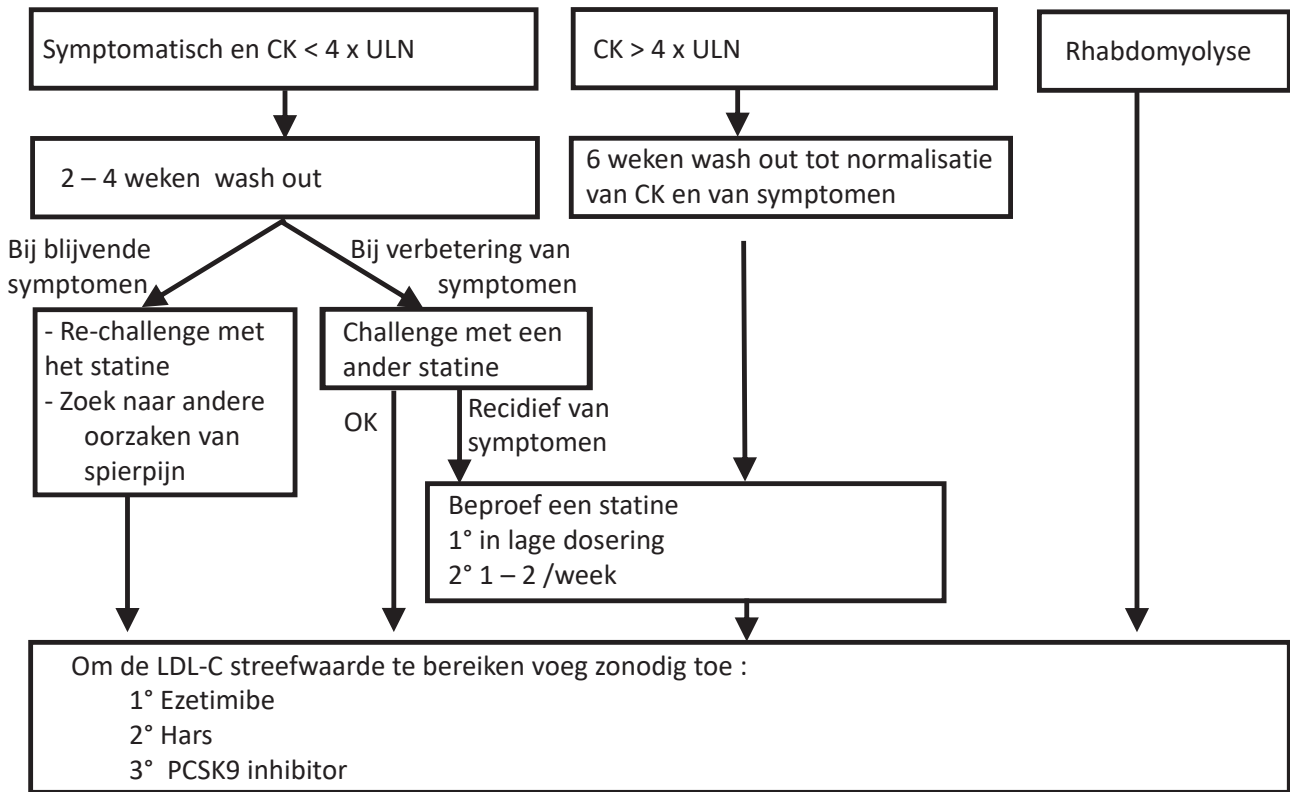 Symptomatisch en CK < 4 x ULN
CK > 4 x ULN
Rhabdomyolyse
2 – 4 weken wash out
6 weken wash out tot normalisatie
van CK en van symptomen
Bij blijvende
symptomen
Bij verbetering van
symptomen
- Re-challenge met
het statine
- Zoek naar andere
oorzaken van
spierpijn
Challenge met een
ander statine
OK
Recidief van
symptomen
Beproef een statine
1° in lage dosering
2° 1 – 2 /week
Om de LDL-C streefwaarde te bereiken voeg zonodig toe :
1° Ezetimibe
2° Hars
3° PCSK9 inhibitor